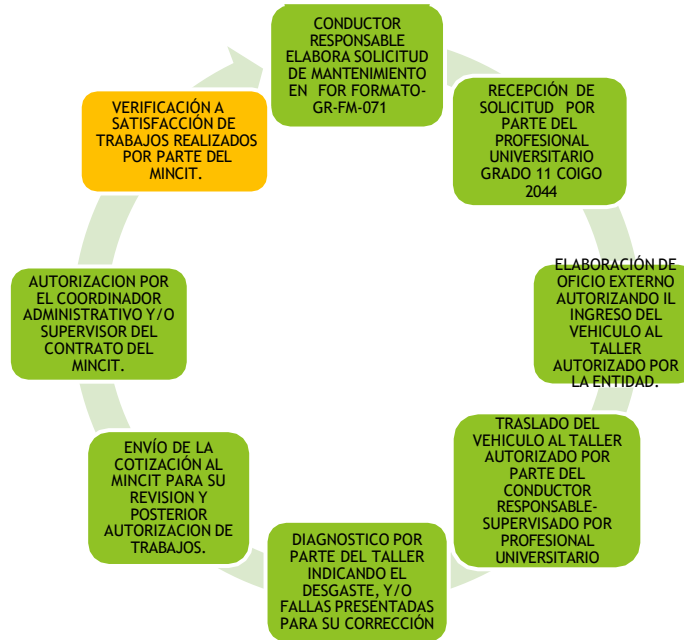 CONDUCTOR
RESPONSABLE
ELABORA SOLICITUD
DE MANTENIMIENTO
EN FOR FORMATO-
GR-FM-071
RECEPCIÓN DE
SOLICITUD POR
PARTE DEL
PROFESIONAL
UNIVERSITARIO
GRADO 11 COIGO
2044
ELABORACIÓN DE
OFICIO EXTERNO
AUTORIZANDO IL
INGRESO DEL
VEHICULO AL
TALLER
AUTORIZADO POR
LA ENTIDAD.
TRASLADO DEL
VEHICULO AL TALLER
AUTORIZADO POR
PARTE DEL
CONDUCTOR
RESPONSABLE-
SUPERVISADO POR
PROFESIONAL
UNIVERSITARIO
DIAGNOSTICO POR
PARTE DEL TALLER
INDICANDO EL
DESGASTE, Y/O
FALLAS PRESENTADAS
PARA SU CORRECCIÓN
ENVÍO DE LA
COTIZACIÓN AL
MINCIT PARA SU
REVISION Y
POSTERIOR
AUTORIZACION DE
TRABAJOS.
AUTORIZACION POR
EL COORDINADOR
ADMINISTRATIVO Y/O
SUPERVISOR DEL
CONTRATO DEL
MINCIT.
VERIFICACIÓN A
SATISFACCIÓN DE
TRABAJOS REALIZADOS
POR PARTE DEL
MINCIT.